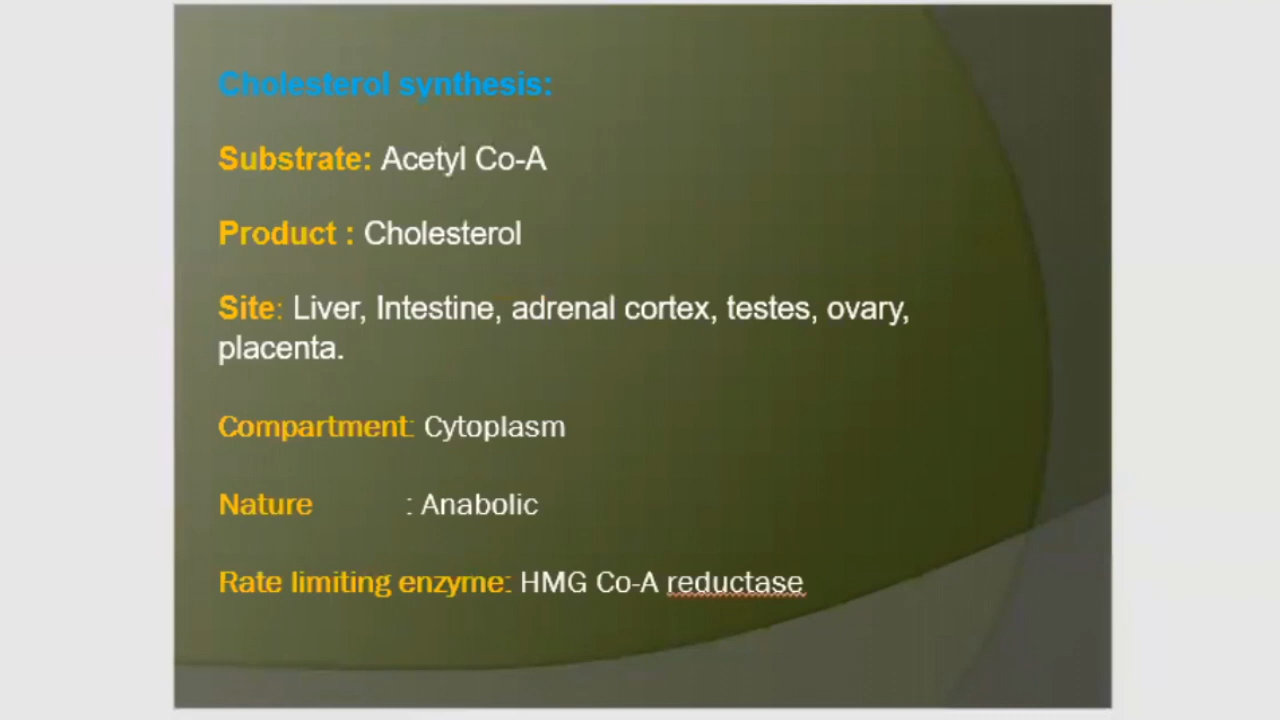 Cholesterol synthesis:
Substrate: Acetyl Co-A
Product : Cholesterol
Site: Liver, Intestine, adrenal cortex, testes, ovary,
placenta.
Compartment: Cytoplasm
Nature : Anabolic
Rate limiting enzyme: HMG Co-A reductase